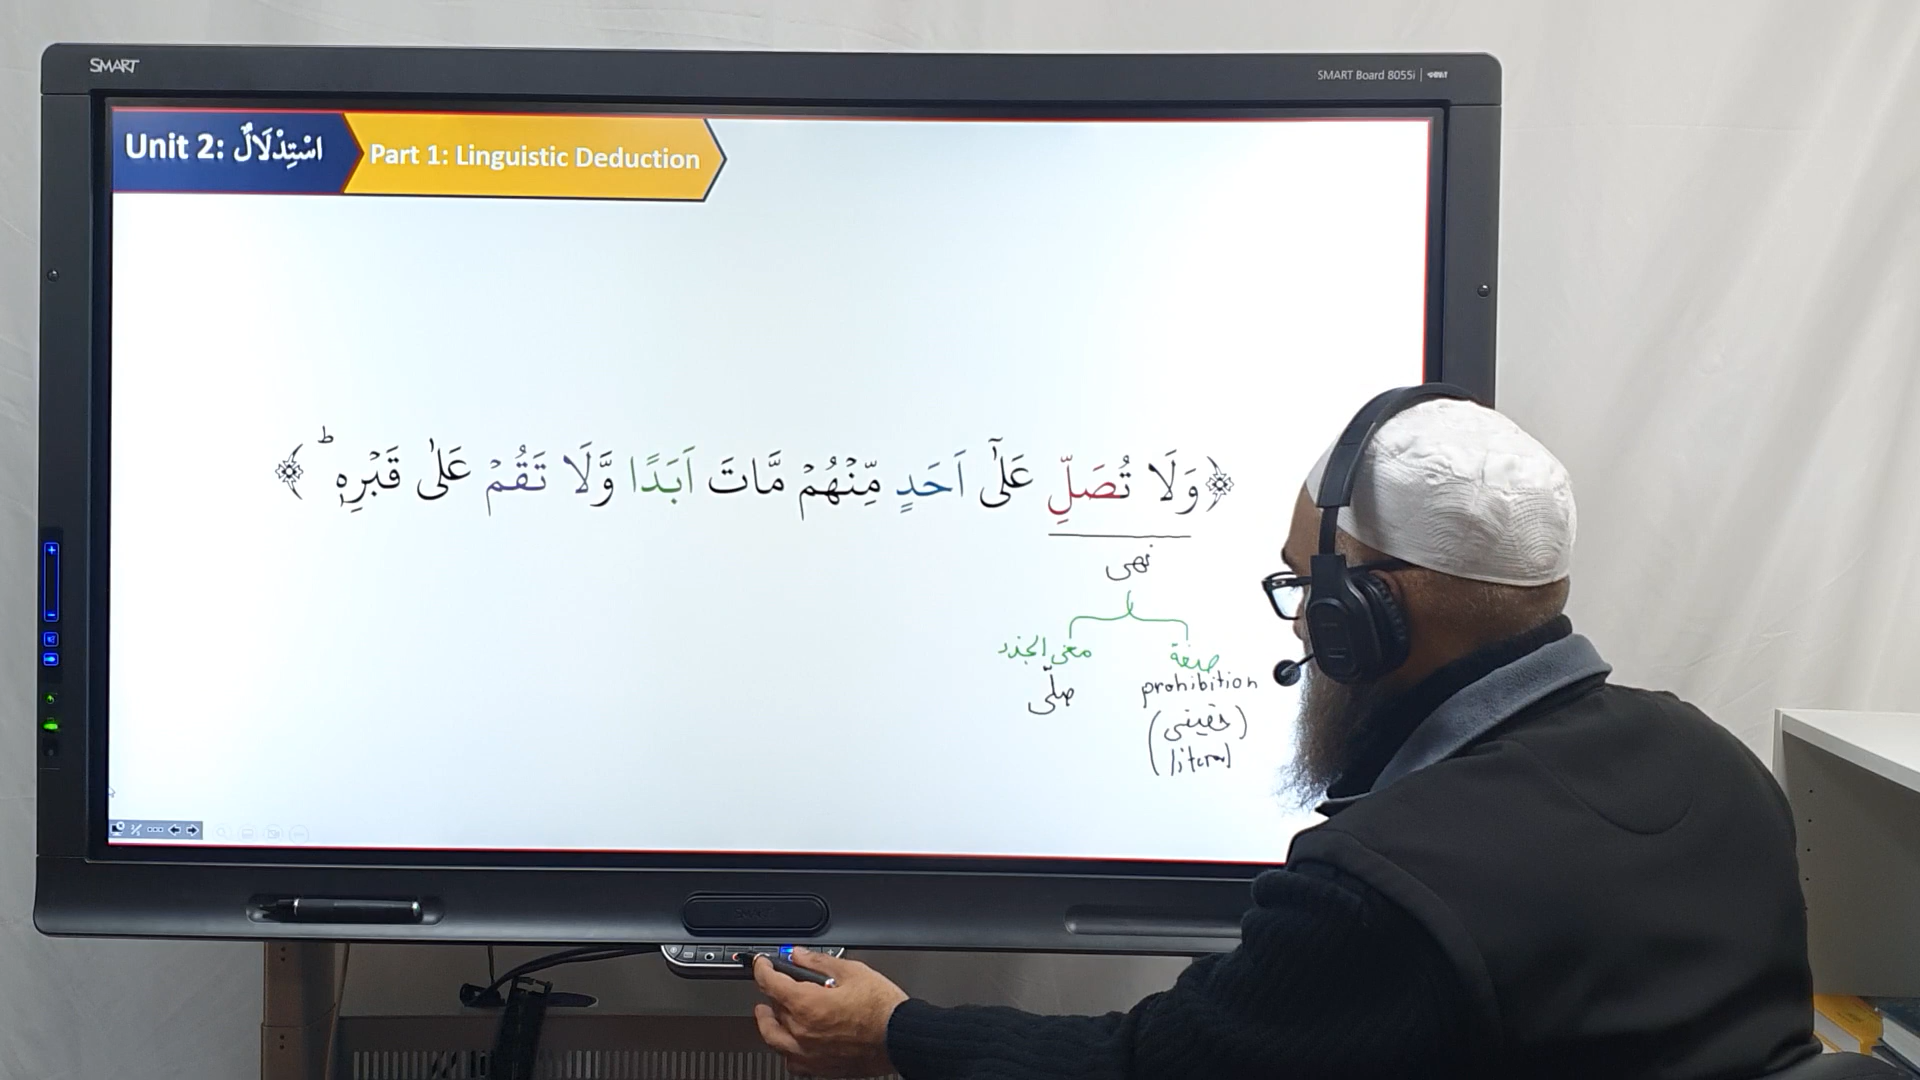 SMART
SMART Board 8055i
Unit 2: اسْتِدْلَالٌ
Part 1: Linguistic Deduction
﴿وَلَا تُصَلِّ عَلٰٓى اَحَدٍ مِّنْهُمْ مَّاتَ اَبَدًا وَّلَا تَقُمْ عَلٰى قَبْرِهٖ ؕ ﴾
نهى
معنى الجذر صيغة
صلّى prohibition
(حقيقى)
(literal)